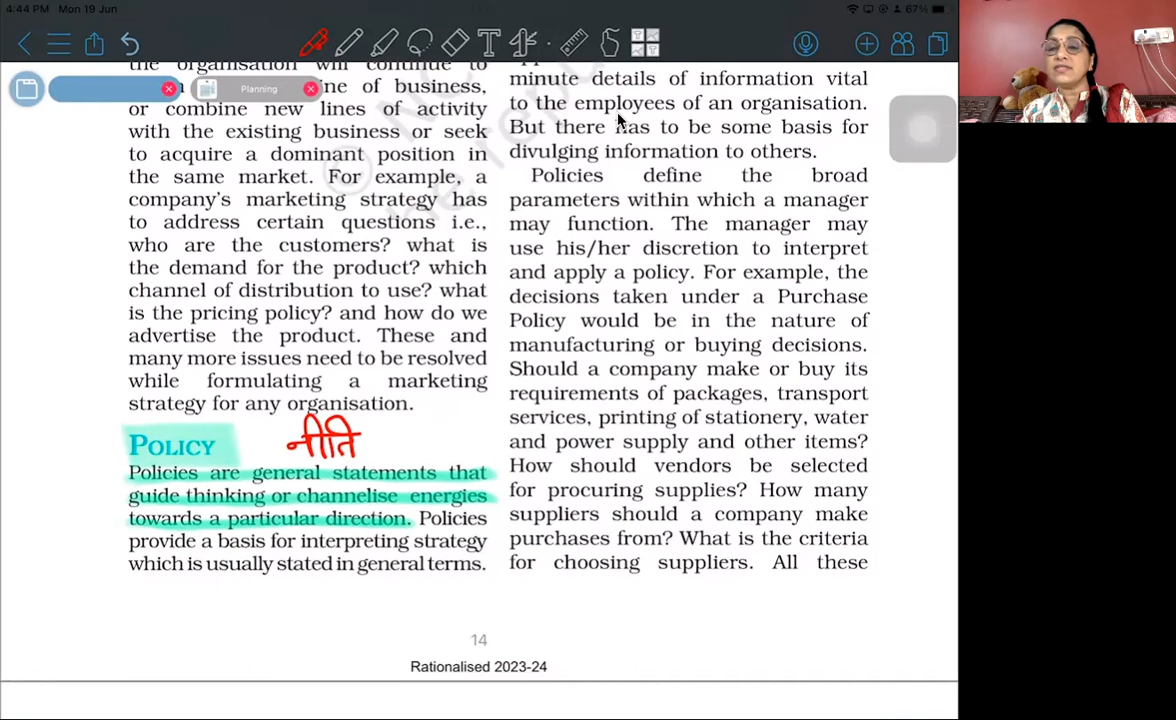 4:44 PM Mon 19 Jun
67%
Planning
the organisation will continue to
ne of business,
or combine new lines of activity
with the existing business or seek
to acquire a dominant position in
the same market. For example, a
company's marketing strategy has
to address certain questions i.e.,
who are the customers? what is
the demand for the product? which
channel of distribution to use? what
is the pricing policy? and how do we
advertise the product. These and
many more issues need to be resolved
while formulating a marketing
strategy for any organisation.
POLICY नीति
Policies are general statements that
guide thinking or channelise energies
towards a particular direction. Policies
provide a basis for interpreting strategy
which is usually stated in general terms.
minute details of information vital
to the employees of an organisation.
But there has to be some basis for
divulging information to others.
Policies define the broad
parameters within which a manager
may function. The manager may
use his/her discretion to interpret
and apply a policy. For example, the
decisions taken under a Purchase
Policy would be in the nature of
manufacturing or buying decisions.
Should a company make or buy its
requirements of packages, transport
services, printing of stationery, water
and power supply and other items?
How should vendors be selected
for procuring supplies? How many
suppliers should a company make
purchases from? What is the criteria
for choosing suppliers. All these
14
Rationalised 2023-24